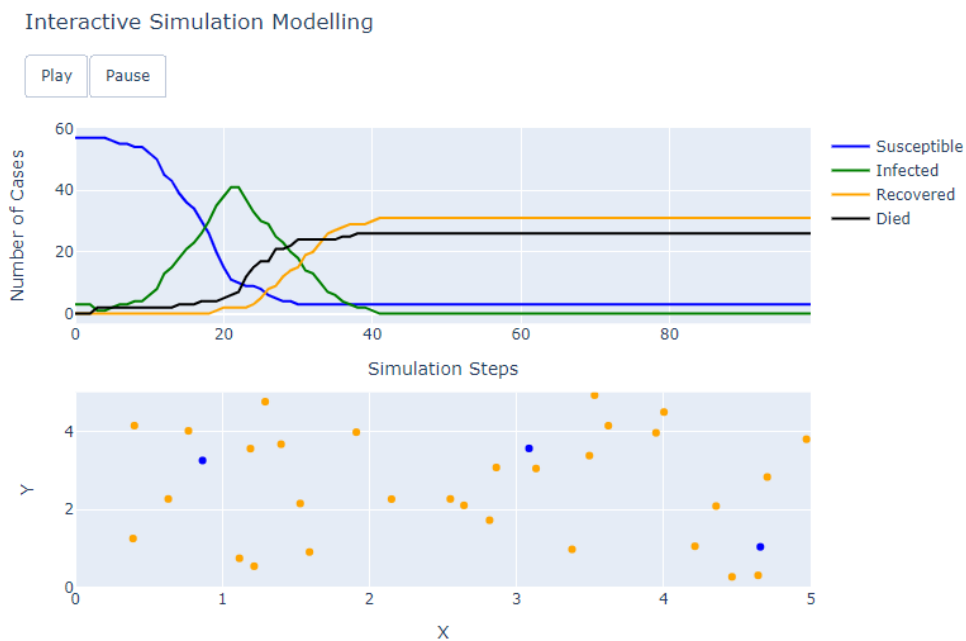 Interactive Simulation Modelling
Play Pause
Number of Cases
60
40
20
0
0 20 40 60 80
Simulation Steps
Susceptible
Infected
Recovered
Died
Y
4
2
0
0 1 2 3 4 5
X